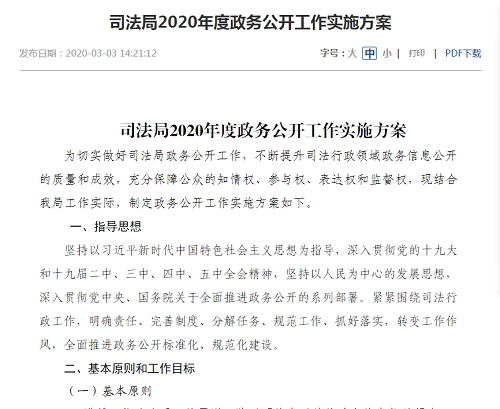 司法局2020年度政务公开工作实施方案
发布日期：2020-03-03 14:21:12 字号：大 中 小 | 打印 | PDF下载
司法局2020年度政务公开工作实施方案
为切实做好司法局政务公开工作，不断提升司法行政领域政务信息公开
的质量和成效，充分保障公众的知情权、参与权、表达权和监督权，现结合
我局工作实际，制定政务公开工作实施方案如下。
一、指导思想
坚持以习近平新时代中国特色社会主义思想为指导，深入贯彻党的十九大
和十九届二中、三中、四中、五中全会精神，坚持以人民为中心的发展思想，
深入贯彻党中央、国务院关于全面推进政务公开的系列部署。紧紧围绕司法行
政工作，明确责任、完善制度、分解任务、规范工作、抓好落实，转变工作作
风，全面推进政务公开标准化、规范化建设。
二、基本原则和工作目标
（一）基本原则